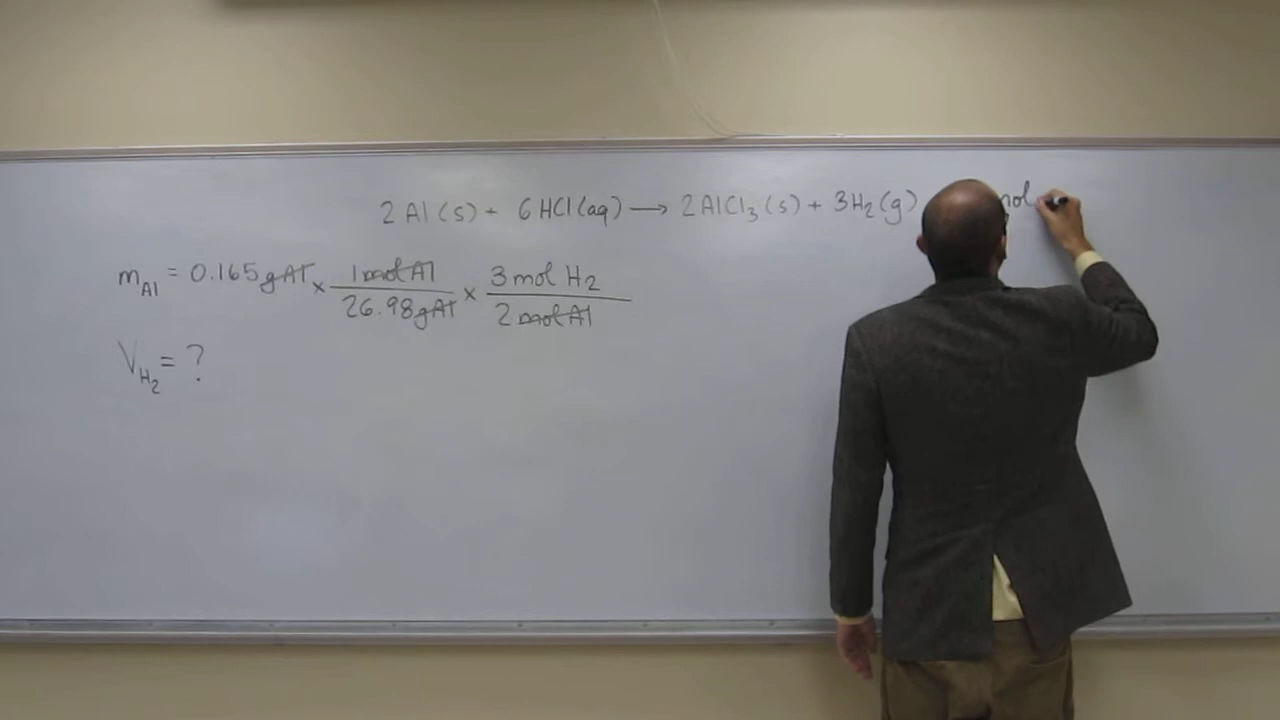 2 Al (s) + 6 HCl (aq) → 2 AlCl₃ (s) + 3 H₂ (g) mol
m_Al = 0.165 g Al × 1 mol Al / 26.98 g Al × 3 mol H₂ / 2 mol Al
V_H₂ = ?